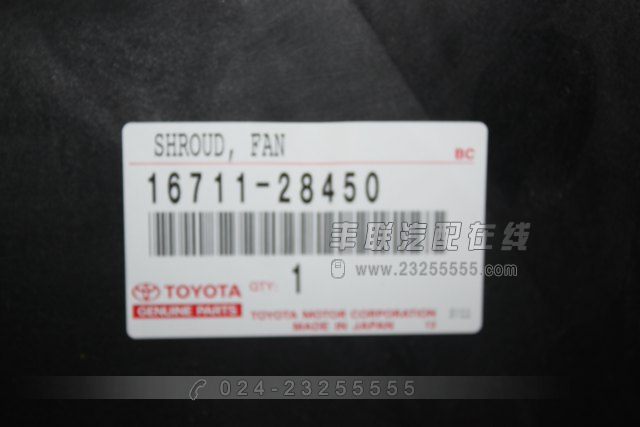 SHROUD, FAN
BC
16711-28450
丰联汽配在线
www.23255555.com
TOYOTA QTY: 1
GENUINE PARTS
TOYOTA MOTOR CORPORATION
MADE IN JAPAN
024-23255555